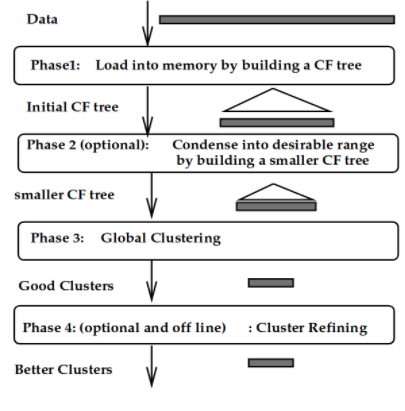 Data
Phase1: Load into memory by building a CF tree
Initial CF tree
Phase 2 (optional): Condense into desirable range
by building a smaller CF tree
smaller CF tree
Phase 3: Global Clustering
Good Clusters
Phase 4: (optional and off line) : Cluster Refining
Better Clusters